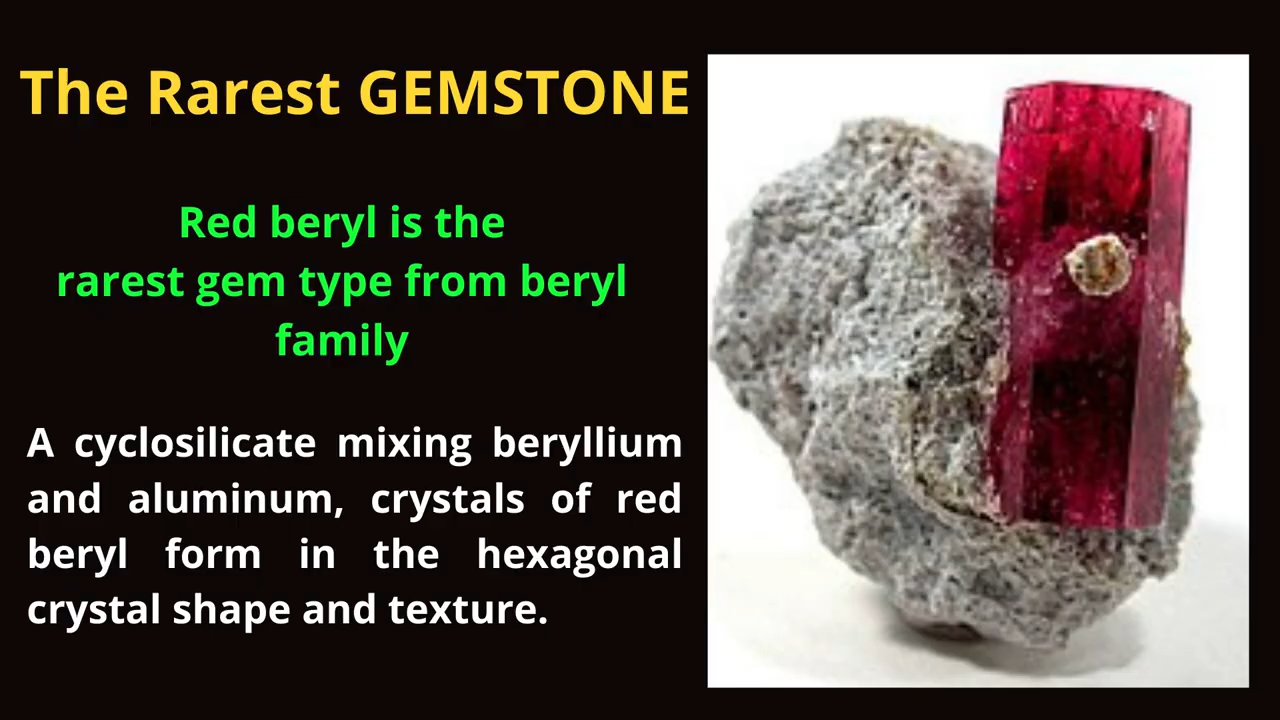 The Rarest GEMSTONE
Red beryl is the
rarest gem type from beryl
family
A cyclosilicate mixing beryllium
and aluminum, crystals of red
beryl form in the hexagonal
crystal shape and texture.